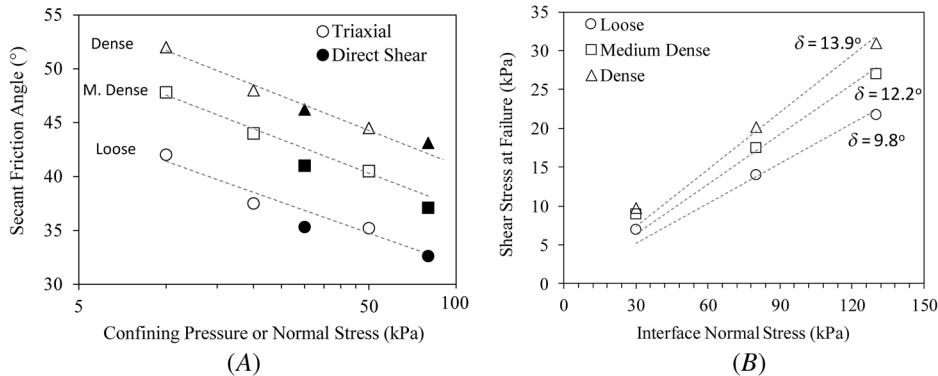 55
50
45
40
35
30
Secant Friction Angle (°)
Dense
M. Dense
Loose
Triaxial
Direct Shear
5
50
100
Confining Pressure or Normal Stress (kPa)
(A)
35
30
25
20
15
10
5
0
Shear Stress at Failure (kPa)
Loose
Medium Dense
Dense
δ = 13.9°
δ = 12.2°
δ = 9.8°
0
30
60
90
120
150
Interface Normal Stress (kPa)
(B)